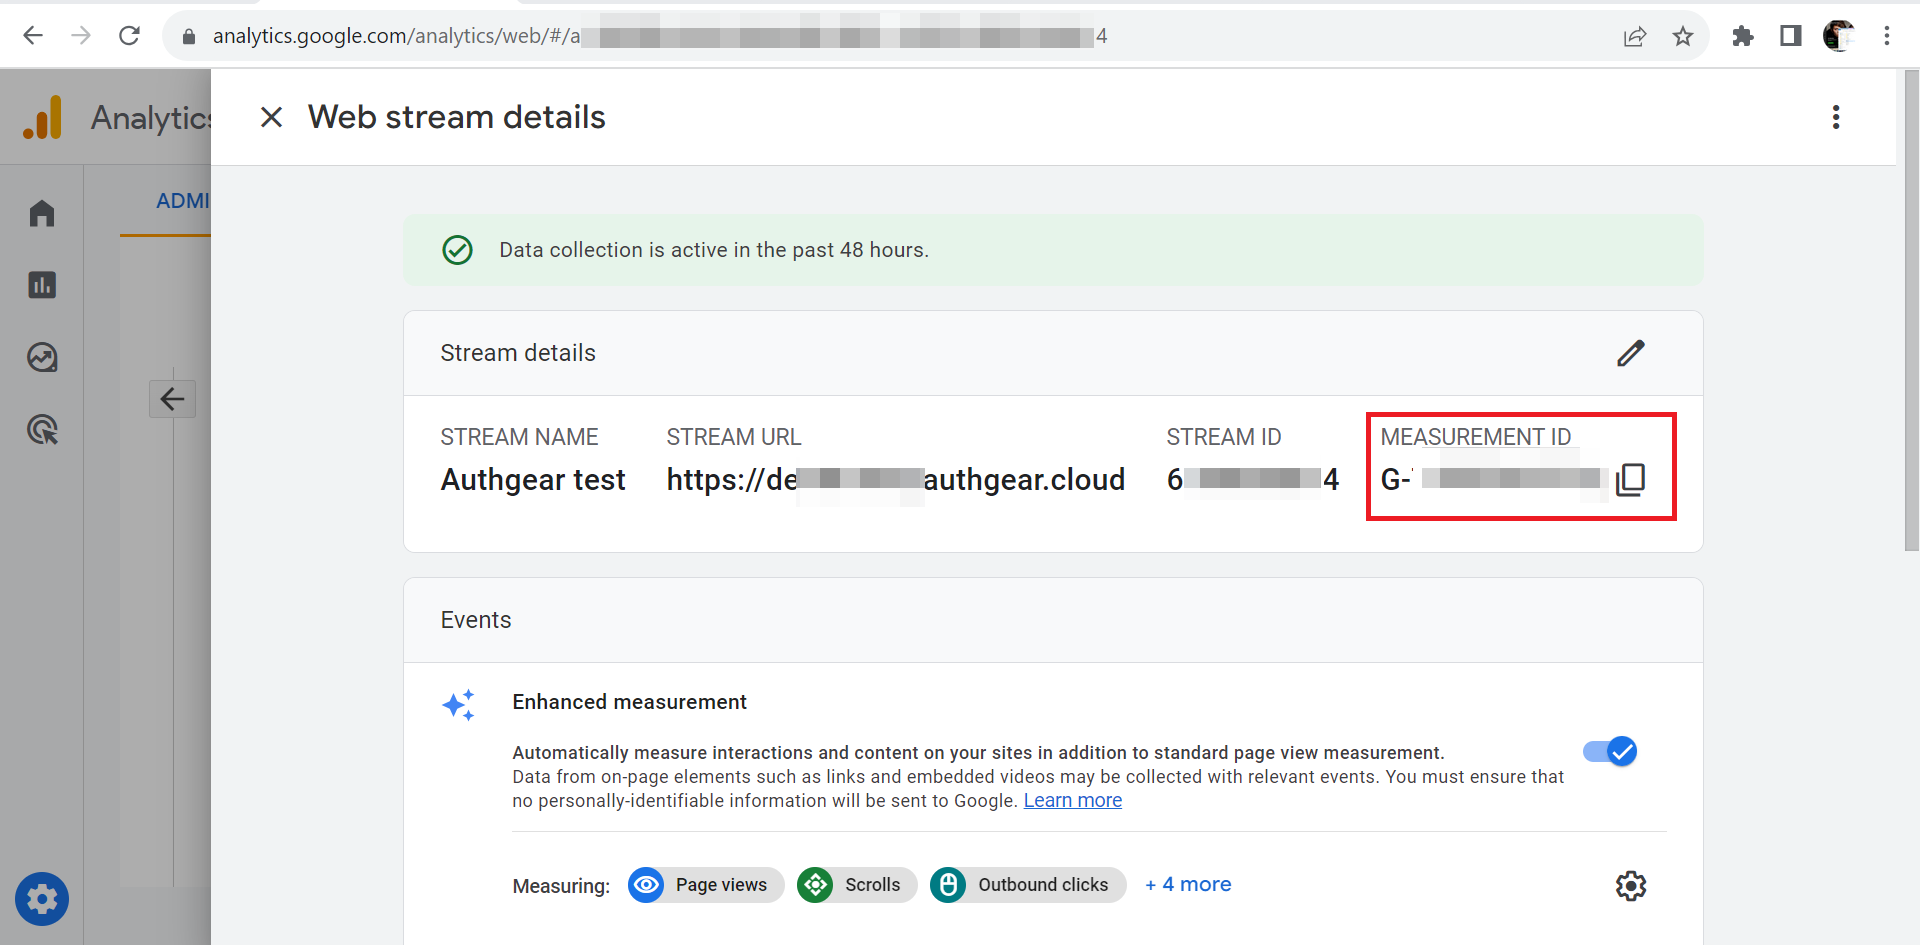 analytics.google.com/analytics/web/#/a 4
Analytics
Web stream details
ADMI
Data collection is active in the past 48 hours.
Stream details
STREAM NAME STREAM URL STREAM ID MEASUREMENT ID
Authgear test https://de authgear.cloud 6 4 G-
Events
Enhanced measurement
Automatically measure interactions and content on your sites in addition to standard page view measurement.
Data from on-page elements such as links and embedded videos may be collected with relevant events. You must ensure that
no personally-identifiable information will be sent to Google. Learn more
Measuring: Page views Scrolls Outbound clicks + 4 more